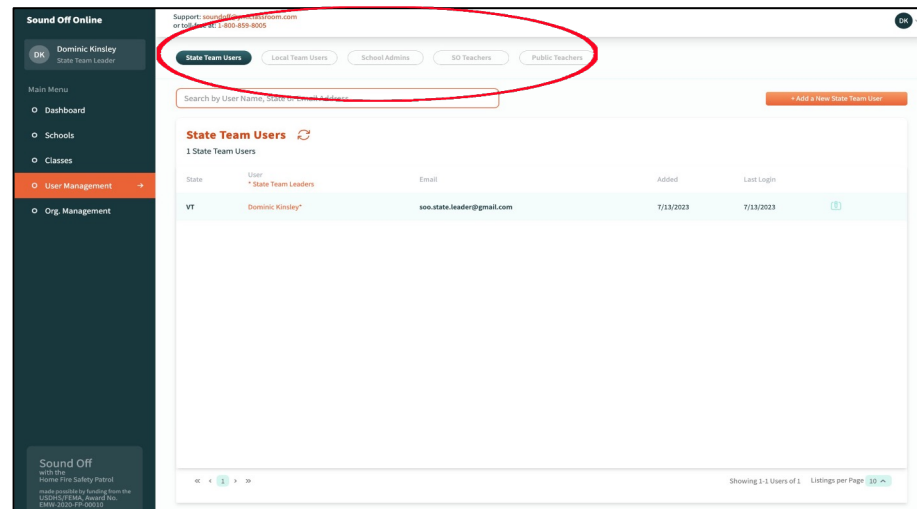 Sound Off Online
DK
Dominic Kinsley
State Team Leader
Main Menu
Dashboard
Schools
Classes
User Management
Org. Management
Sound Off
with the
Home Fire Safety Patrol
made possible by funding from the
USDHS/FEMA, Award No.
EMW-2020-FP-00010
Support:
or toll-free at: 1-800-859-8005
DK
State Team Users Local Team Users School Admins SO Teachers Public Teachers
Search by User Name, State or Email Address
+ Add a New State Team User
State Team Users
1 State Team Users
State User Email Added Last Login
* State Team Leaders
VT Dominic Kinsley* soo.state.leader@gmail.com 7/13/2023 7/13/2023
« ‹ 1 › » Showing 1-1 Users of 1 Listings per Page 10